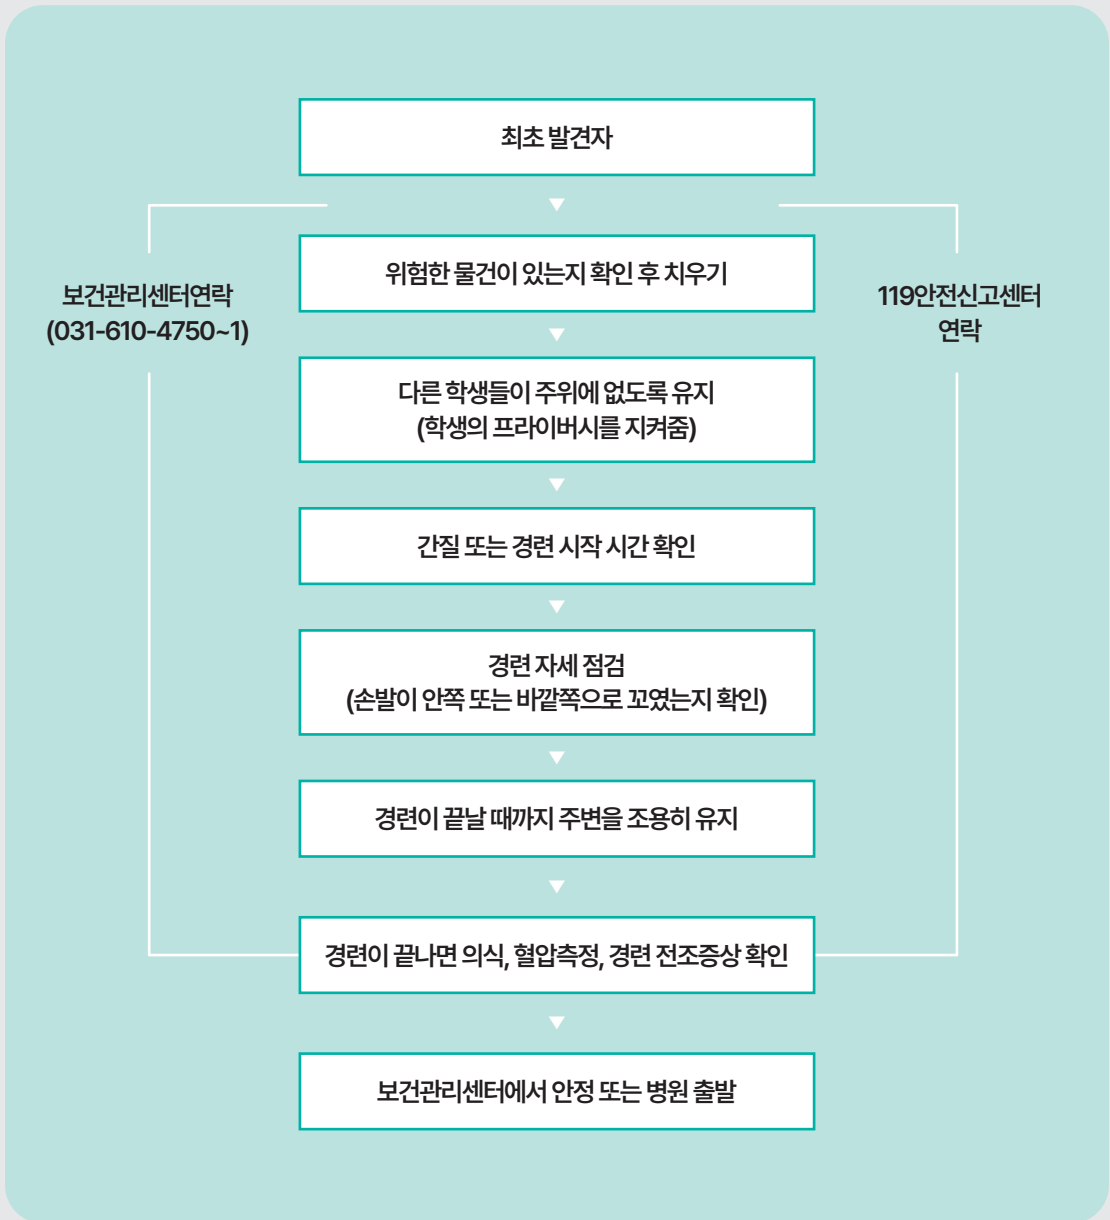 최초 발견자
위험한 물건이 있는지 확인 후 치우기
보건관리센터연락
(031-610-4750~1)
119안전신고센터
연락
다른 학생들이 주위에 없도록 유지
(학생의 프라이버시를 지켜줌)
간질 또는 경련 시작 시간 확인
경련 자세 점검
(손발이 안쪽 또는 바깥쪽으로 꼬였는지 확인)
경련이 끝날 때까지 주변을 조용히 유지
경련이 끝나면 의식, 혈압측정, 경련 전조증상 확인
보건관리센터에서 안정 또는 병원 출발